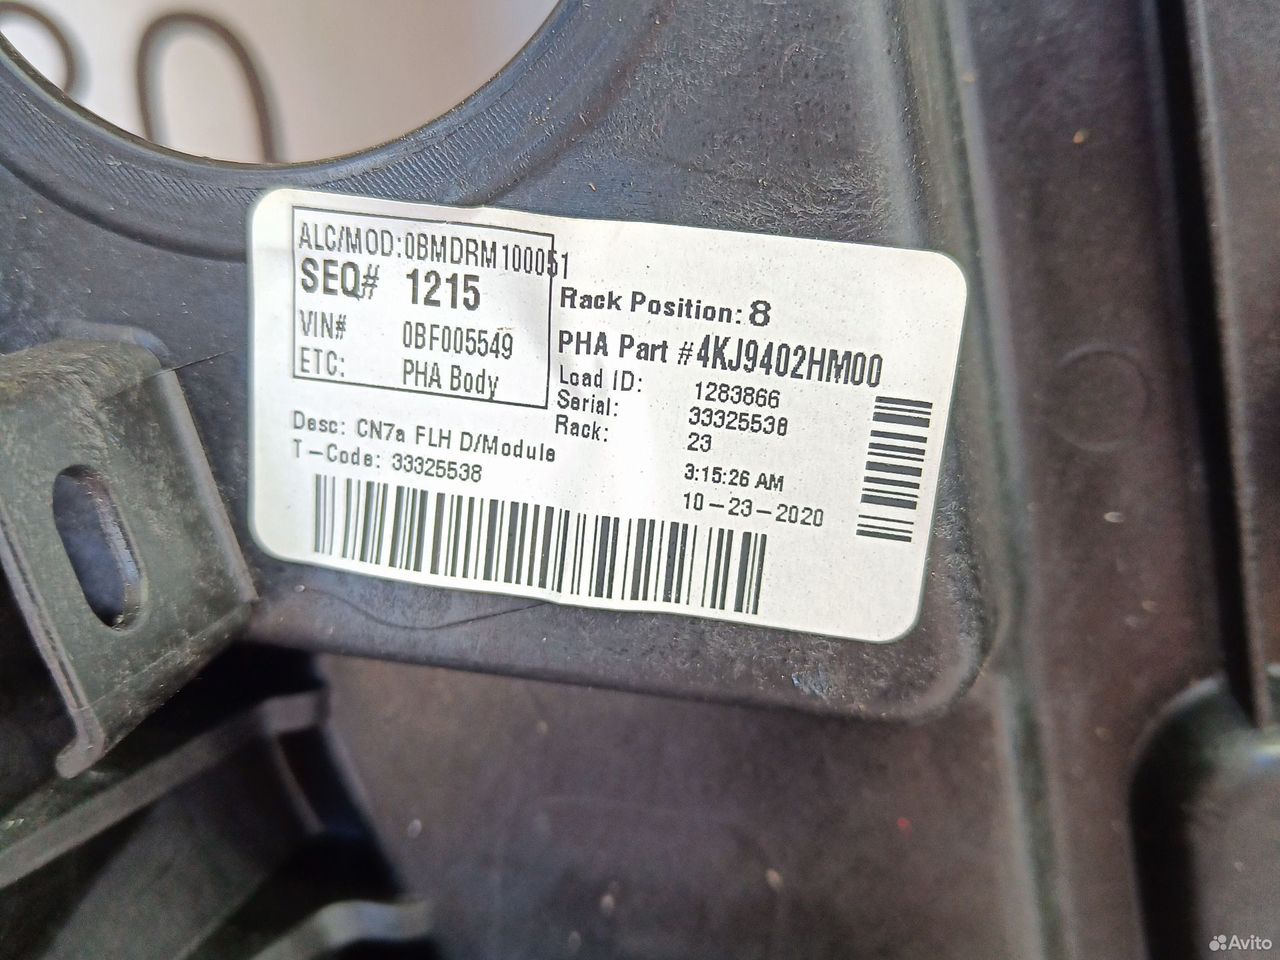 ALC/MOD:0BMDRM100051
SEQ# 1215
VIN# 0BF005549
ETC: PHA Body
Rack Position: 8
PHA Part #4KJ9402HM00
Load ID: 1283866
Serial: 33325538
Rack: 23
3:15:26 AM
10-23-2020
Desc: CN7a FLH D/Module
T-Code: 33325538
Avito